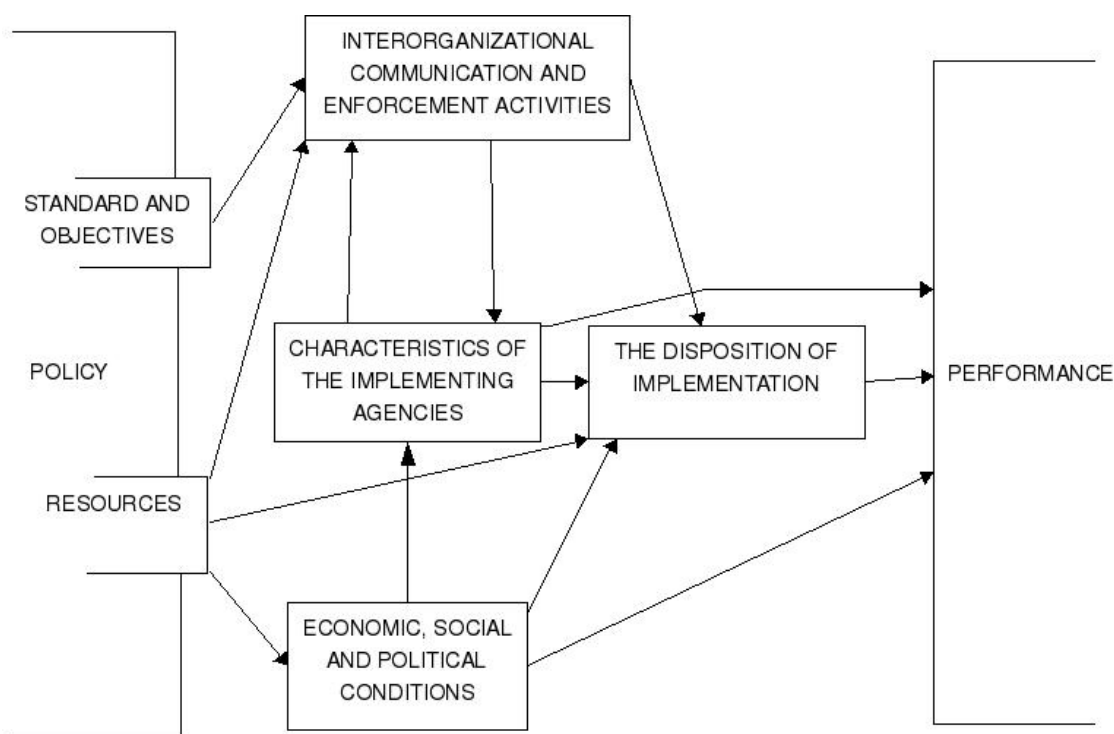 INTERORGANIZATIONAL
COMMUNICATION AND
ENFORCEMENT ACTIVITIES
STANDARD AND
OBJECTIVES
POLICY
CHARACTERISTICS OF
THE IMPLEMENTING
AGENCIES
THE DISPOSITION OF
IMPLEMENTATION
PERFORMANCE
RESOURCES
ECONOMIC, SOCIAL
AND POLITICAL
CONDITIONS